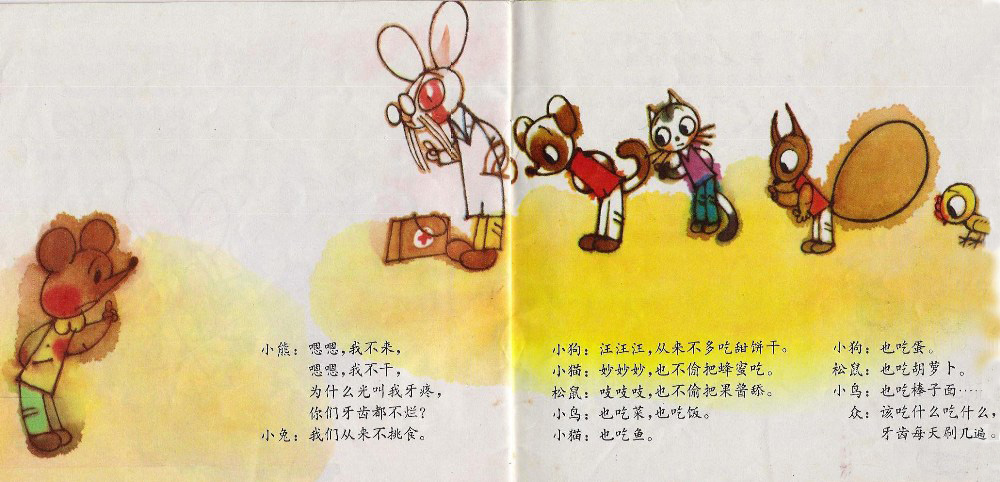 小熊：嗯嗯,我不来,
嗯嗯,我不干,
为什么光叫我牙疼,
你们牙齿都不烂?
小兔：我们从来不挑食。
小狗：汪汪汪,从来不多吃甜饼干。
小猫：妙妙妙,也不偷把蜂蜜吃。
松鼠：吱吱吱,也不偷把果酱舔。
小鸟：也吃菜,也吃饭。
小猫：也吃鱼。
小狗：也吃蛋。
松鼠：也吃胡萝卜。
小鸟：也吃棒子面……
众：该吃什么吃什么,
牙齿每天刷几遍。